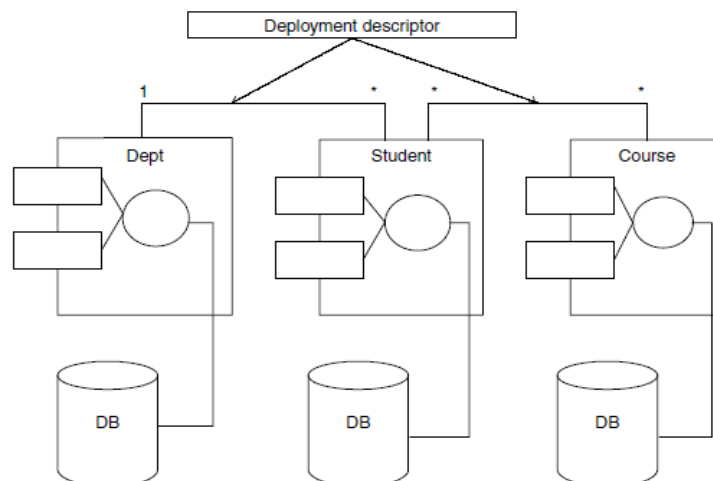 Deployment descriptor
1 * * *
Dept Student Course
DB DB DB